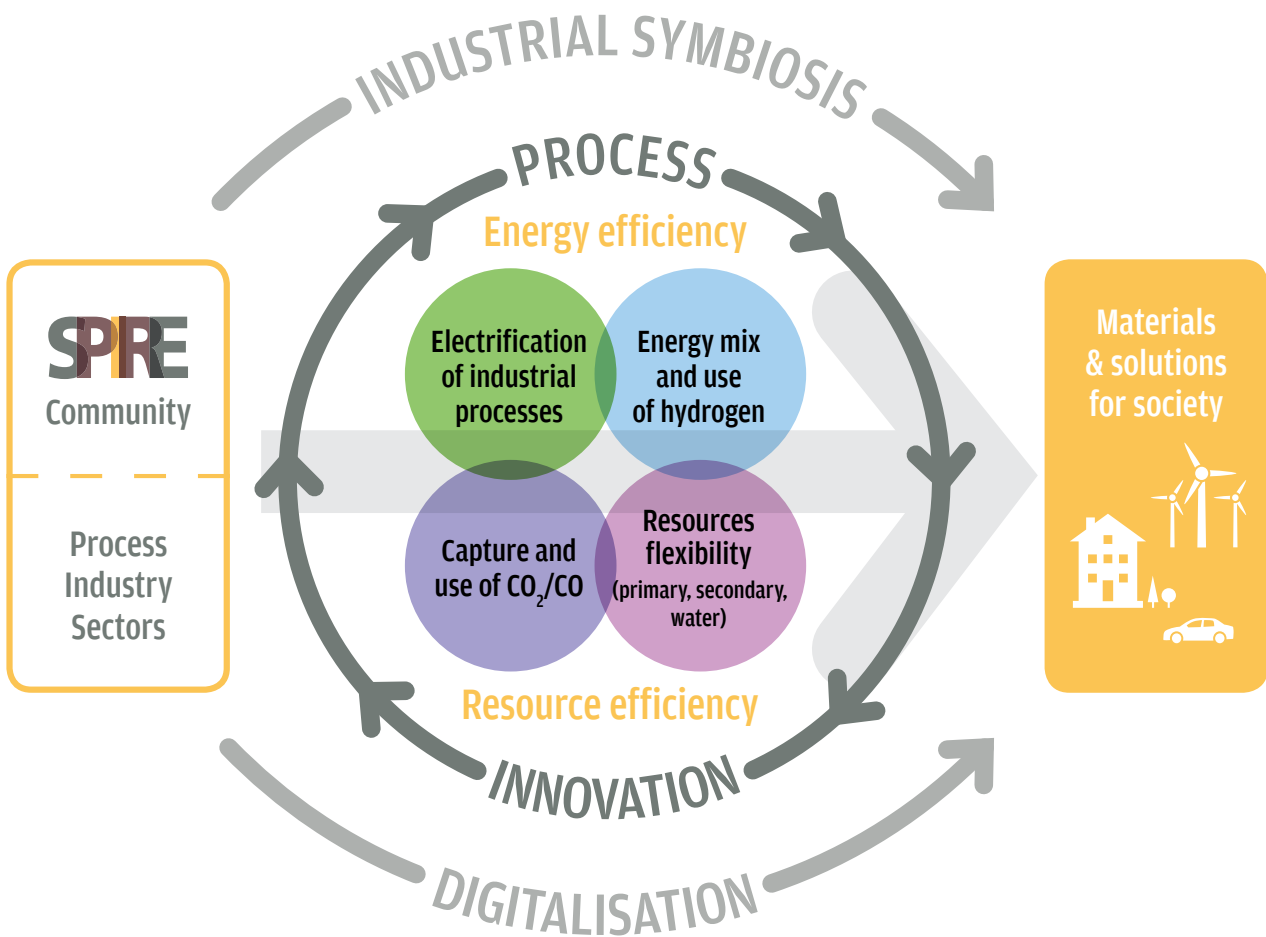 INDUSTRIAL SYMBIOSIS
PROCESS
Energy efficiency
SPIRE
Community
Process
Industry
Sectors
Electrification
of industrial
processes
Energy mix
and use
of hydrogen
Capture and
use of CO₂/CO
Resources
flexibility
(primary, secondary,
water)
Resource efficiency
INNOVATION
DIGITALISATION
Materials
& solutions
for society